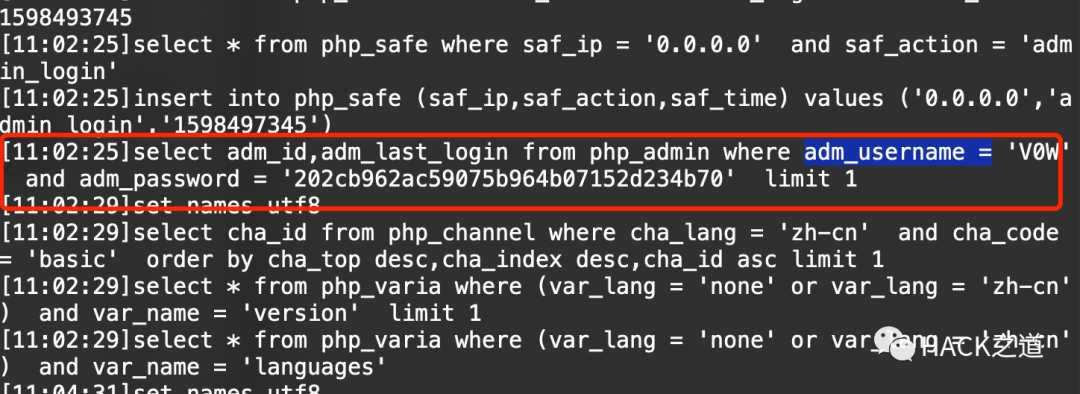 1598493745
[11:02:25]select * from php_safe where saf_ip = '0.0.0.0'  and saf_action = 'adm
in_login'
[11:02:25]insert into php_safe (saf_ip,saf_action,saf_time) values ('0.0.0.0','a
dmin_login','1598497345')
[11:02:25]select adm_id,adm_last_login from php_admin where adm_username = 'V0W'
  and adm_password = '202cb962ac59075b964b07152d234b70'  limit 1
[11:02:29]set names utf8
[11:02:29]select cha_id from php_channel where cha_lang = 'zh-cn'  and cha_code
= 'basic'  order by cha_top desc,cha_index desc,cha_id asc limit 1
[11:02:29]select * from php_varia where (var_lang = 'none' or var_lang = 'zh-cn'
)  and var_name = 'version'  limit 1
[11:02:29]select * from php_varia where (var_lang = 'none' or var_lang = 'zh-cn'
)  and var_name = 'languages'
[11:04:31]set names utf8
HACK之道